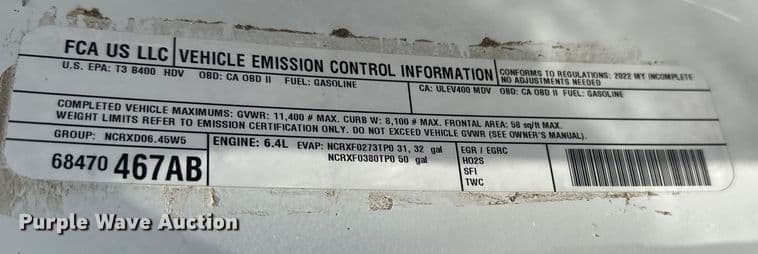 FCA US LLC VEHICLE EMISSION CONTROL INFORMATION CONFORMS TO REGULATIONS: 2022 MY INCOMPLETE
NO ADJUSTMENTS NEEDED
U.S. EPA: T3 B400 HDV OBD: CA OBD II FUEL: GASOLINE
CA: ULEV400 MDV OBD: CA OBD II FUEL: GASOLINE
COMPLETED VEHICLE MAXIMUMS: GVWR: 11,400 # MAX. CURB W: 8,100 # MAX. FRONTAL AREA: 58 sq/ft MAX.
WEIGHT LIMITS REFER TO EMISSION CERTIFICATION ONLY. DO NOT EXCEED VEHICLE GVWR (SEE OWNER'S MANUAL).
GROUP: NCRXD06.45W5
68470 467AB
ENGINE: 6.4L EVAP: NCRXF0273TP0 31, 32 gal
NCRXF0380TP0 50 gal
EGR / EGRC
HO2S
SFI
TWC
Purple Wave Auction